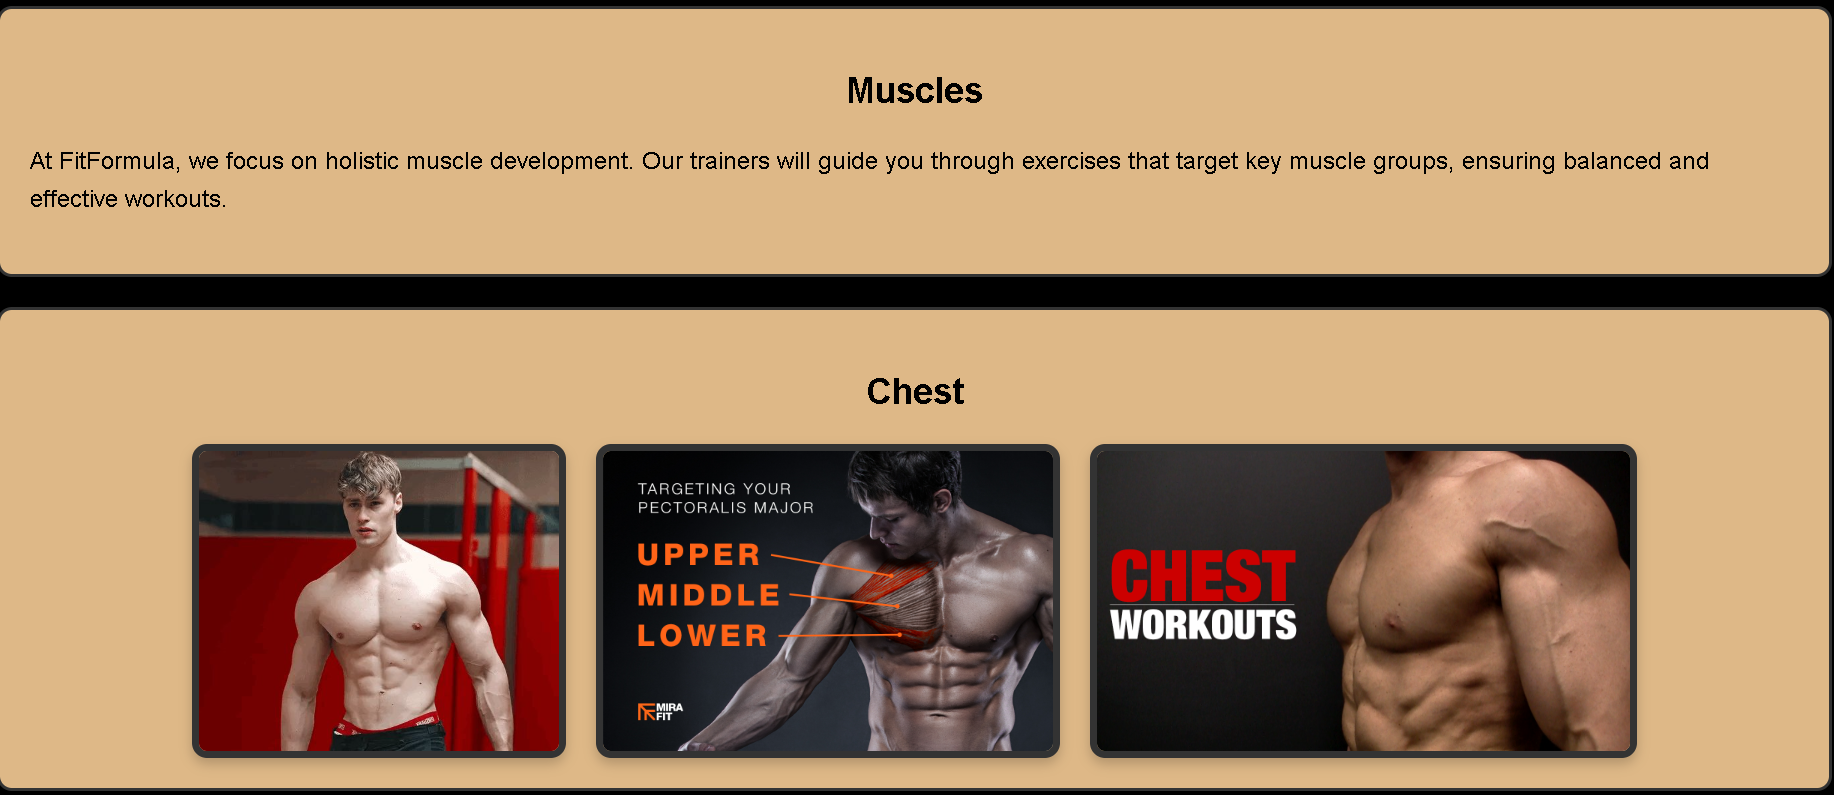 Muscles
At FitFormula, we focus on holistic muscle development. Our trainers will guide you through exercises that target key muscle groups, ensuring balanced and
effective workouts.
Chest
TARGETING YOUR
PECTORALIS MAJOR
UPPER
MIDDLE
LOWER
MIRA
FIT
CHEST
WORKOUTS